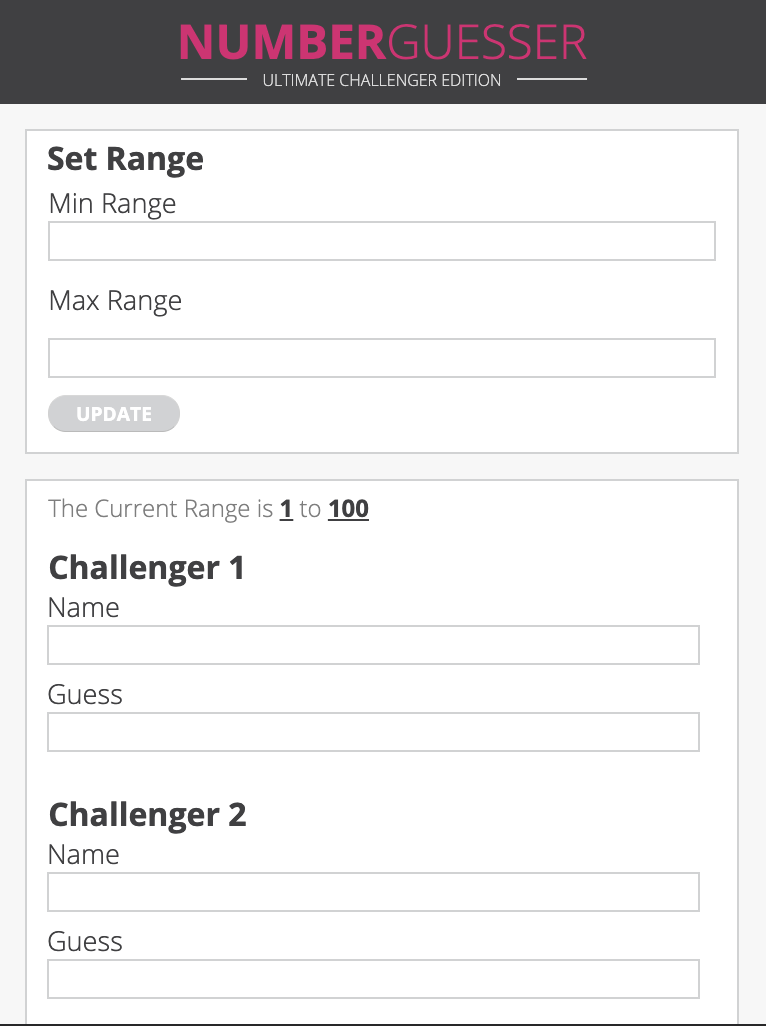 NUMBERGUESSER
ULTIMATE CHALLENGER EDITION
Set Range
Min Range
Max Range
UPDATE
The Current Range is 1 to 100
Challenger 1
Name
Guess
Challenger 2
Name
Guess